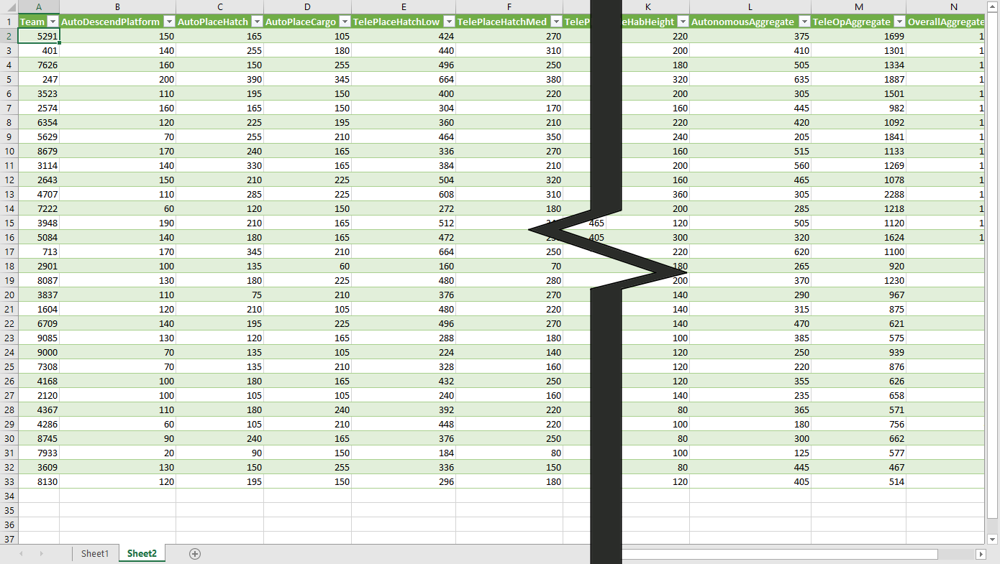 A B C D E F K L M N
1 Team AutoDescendPlatform AutoPlaceHatch AutoPlaceCargo TelePlaceHatchLow TelePlaceHatchMed TeleP eHabHeight AutonomousAggregate TeleOpAggregate OverallAggregate
2 5291 150 165 105 424 270 220 375 1699 1
3 401 140 255 180 440 310 200 410 1301 1
4 7626 160 150 255 496 250 180 505 1334 1
5 247 200 390 345 664 380 320 635 1887 1
6 3523 110 195 150 400 220 200 305 1501 1
7 2574 160 165 150 304 170 160 445 982 1
8 6354 120 225 195 360 210 220 420 1092 1
9 5629 70 255 210 464 350 240 205 1841 1
10 8679 170 240 165 336 270 160 515 1133 1
11 3114 140 330 165 384 210 200 560 1269 1
12 2643 150 210 225 504 320 160 465 1078 1
13 4707 110 285 225 608 310 360 305 2288 1
14 7222 60 120 150 272 180 200 285 1218 1
15 3948 190 210 165 512 465 120 505 1120 1
16 5084 140 180 165 472 405 300 320 1624 1
17 713 170 345 210 664 250 220 620 1100
18 2901 100 135 60 160 70 180 265 920
19 8087 130 180 225 480 280 200 370 1230
20 3837 110 75 210 376 270 140 290 967
21 1604 120 210 105 480 220 140 315 875
22 6709 140 195 225 496 270 140 470 621
23 9085 130 120 165 288 180 100 385 575
24 9000 70 135 105 224 140 120 250 939
25 7308 70 135 210 328 160 120 220 876
26 4168 100 180 165 432 250 120 355 626
27 2120 100 105 105 240 160 140 235 658
28 4367 110 180 240 392 220 80 365 571
29 4286 60 105 210 448 220 100 180 756
30 8745 90 240 165 376 250 80 300 662
31 7933 20 90 150 184 80 100 125 577
32 3609 130 150 255 336 150 80 445 467
33 8130 120 195 150 296 180 120 405 514
34
35
36
37
Sheet1 Sheet2